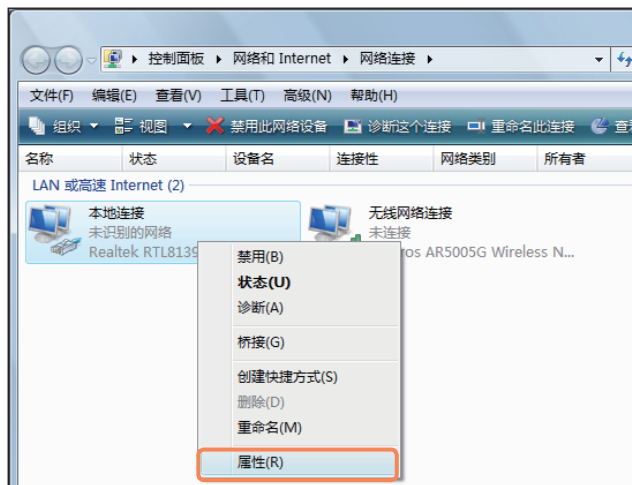 控制面板 网络和 Internet 网络连接
文件(F) 编辑(E) 查看(V) 工具(T) 高级(N) 帮助(H)
组织 视图 禁用此网络设备 诊断这个连接 重命名此连接 查看
名称 状态 设备名 连接性 网络类别 所有者
LAN 或高速 Internet (2)
本地连接
未识别的网络
Realtek RTL8139
无线网络连接
未连接
ros AR5005G Wireless N...
禁用(B)
状态(U)
诊断(A)
桥接(G)
创建快捷方式(S)
删除(D)
重命名(M)
属性(R)